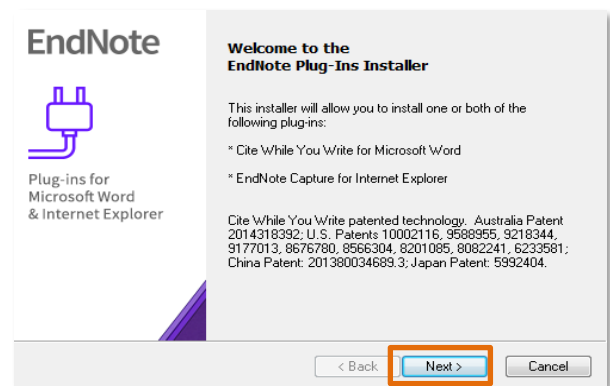 EndNote
Plug-ins for
Microsoft Word
& Internet Explorer
Welcome to the
EndNote Plug-Ins Installer
This installer will allow you to install one or both of the
following plug-ins:
* Cite While You Write for Microsoft Word
* EndNote Capture for Internet Explorer
Cite While You Write patented technology. Australia Patent
2014318392; U.S. Patents 10002116, 9588955, 9218344,
9177013, 8676780, 8566304, 8201085, 8082241, 6233581;
China Patent: 201380034689.3; Japan Patent: 5992404.
< Back
Next >
Cancel